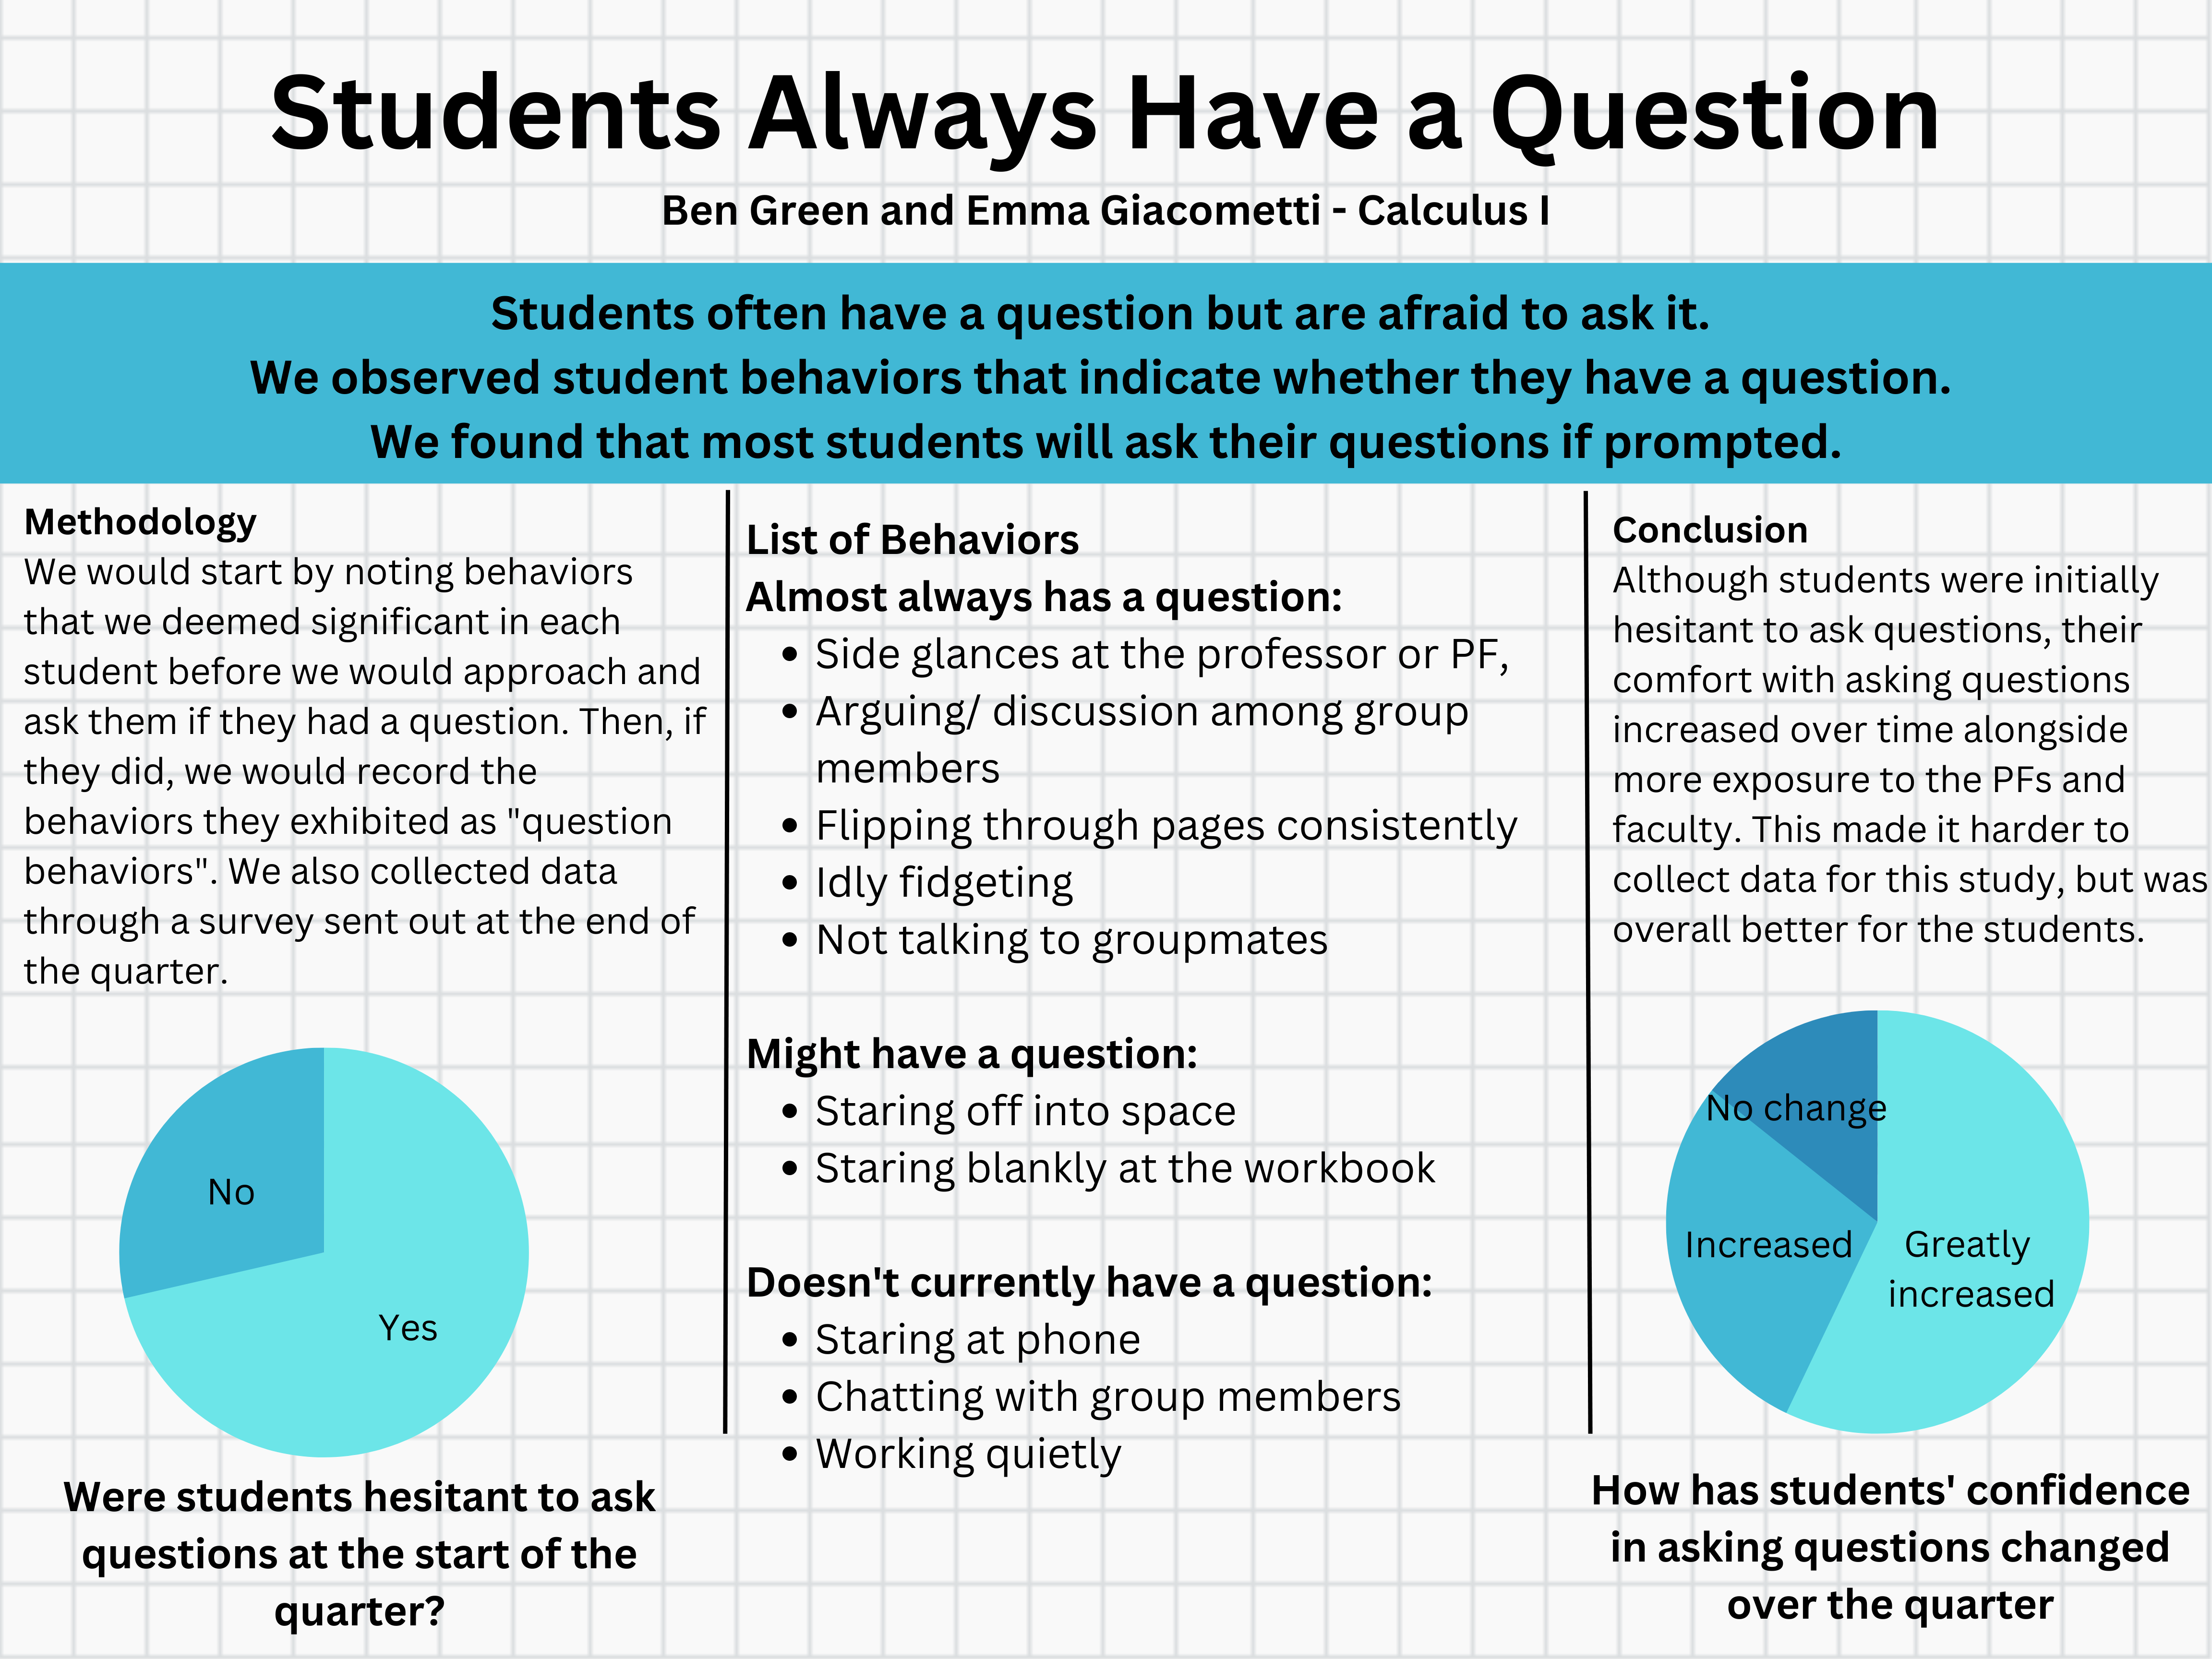 Students Always Have a Question
Ben Green and Emma Giacometti - Calculus I
Students often have a question but are afraid to ask it.
We observed student behaviors that indicate whether they have a question.
We found that most students will ask their questions if prompted.
Methodology
We would start by noting behaviors
that we deemed significant in each
student before we would approach and
ask them if they had a question. Then, if
they did, we would record the
behaviors they exhibited as "question
behaviors". We also collected data
through a survey sent out at the end of
the quarter.
No
Yes
Were students hesitant to ask
questions at the start of the
quarter?
List of Behaviors
Almost always has a question:
• Side glances at the professor or PF,
• Arguing/ discussion among group
members
• Flipping through pages consistently
• Idly fidgeting
• Not talking to groupmates
Might have a question:
• Staring off into space
• Staring blankly at the workbook
Doesn't currently have a question:
• Staring at phone
• Chatting with group members
• Working quietly
Conclusion
Although students were initially
hesitant to ask questions, their
comfort with asking questions
increased over time alongside
more exposure to the PFs and
faculty. This made it harder to
collect data for this study, but was
overall better for the students.
No change
Increased
Greatly
increased
How has students' confidence
in asking questions changed
over the quarter